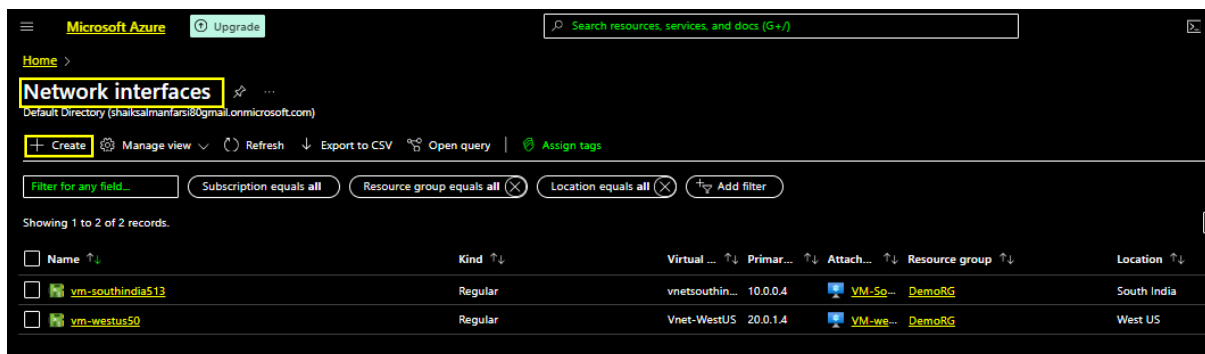 Microsoft Azure Upgrade Search resources, services, and docs (G+/)
Home >
Network interfaces ...
Default Directory (shaiksalmanfarsi80gmail.onmicrosoft.com)
+ Create Manage view Refresh Export to CSV Open query | Assign tags
Filter for any field... Subscription equals all Resource group equals all Location equals all Add filter
Showing 1 to 2 of 2 records.
Name ↑↓ Kind ↑↓ Virtual ... ↑↓ Primar... ↑↓ Attach... ↑↓ Resource group ↑↓ Location ↑↓
vm-southindia513 Regular vnetsouthin... 10.0.0.4 VM-So... DemoRG South India
vm-westus50 Regular Vnet-WestUS 20.0.1.4 VM-we... DemoRG West US